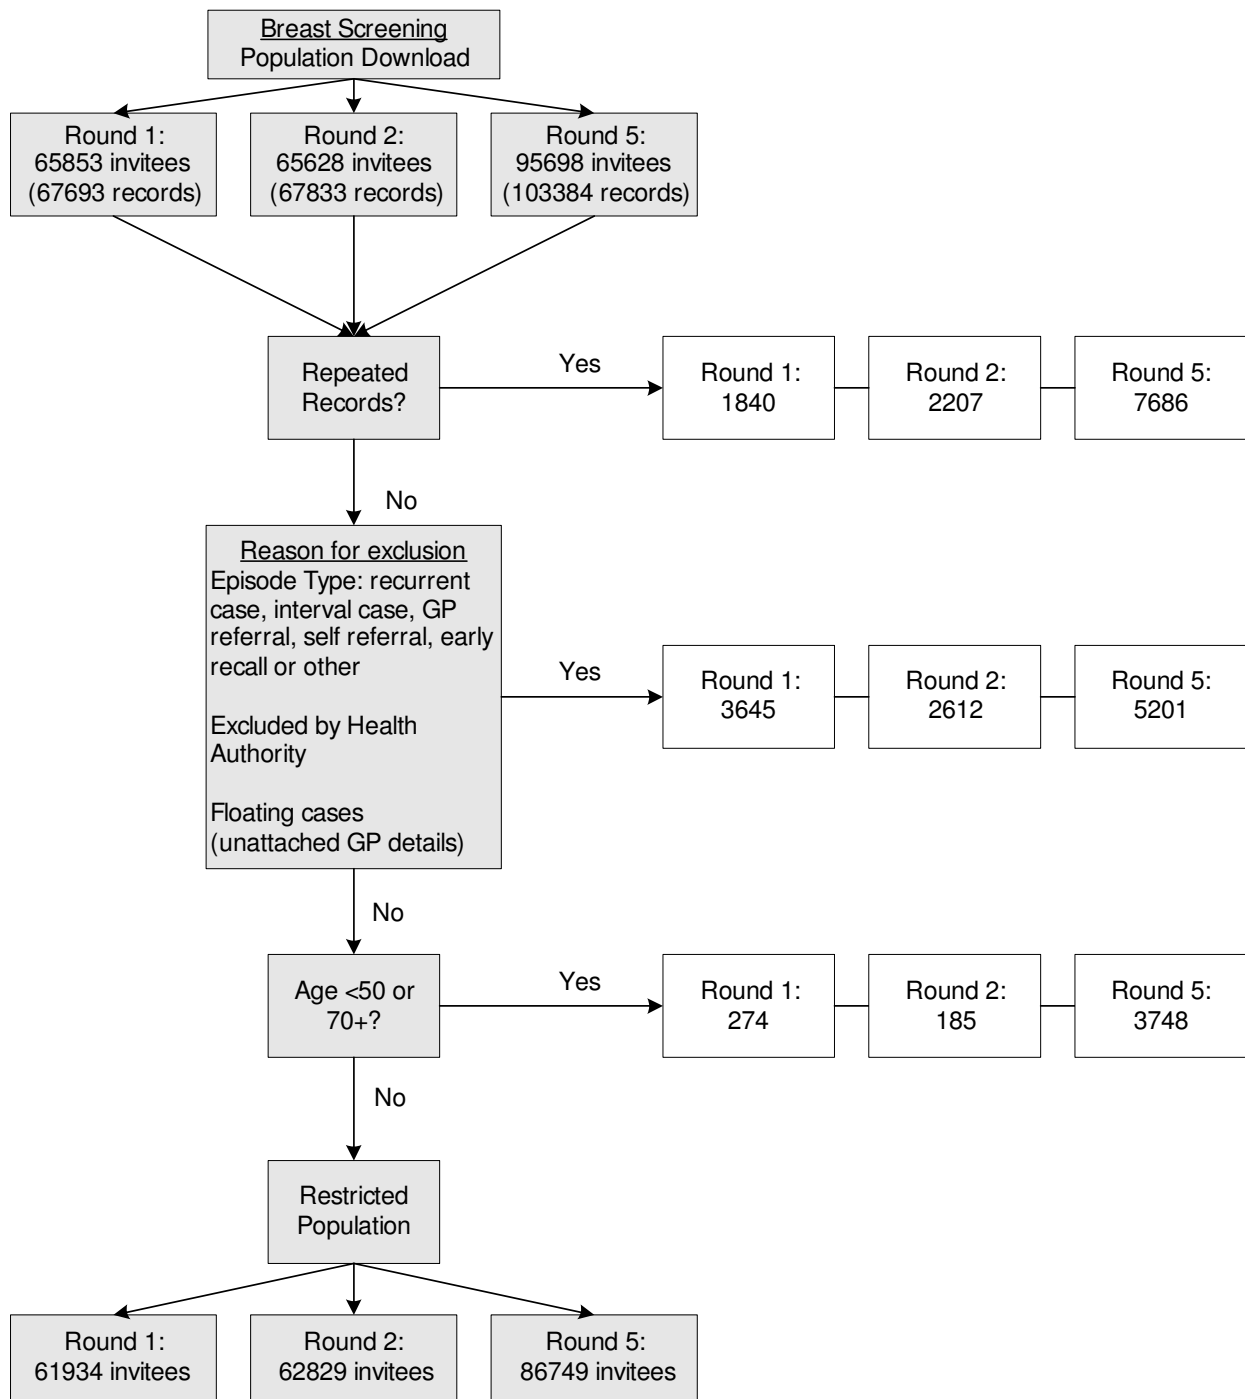 Breast Screening
Population Download
Round 1:
65853 invitees
(67693 records)
Round 2:
65628 invitees
(67833 records)
Round 5:
95698 invitees
(103384 records)
Repeated
Records?
Yes
Round 1:
1840
Round 2:
2207
Round 5:
7686
No
Reason for exclusion
Episode Type: recurrent
case, interval case, GP
referral, self referral, early
recall or other
Excluded by Health
Authority
Floating cases
(unattached GP details)
Yes
Round 1:
3645
Round 2:
2612
Round 5:
5201
No
Age <50 or
70+?
Yes
Round 1:
274
Round 2:
185
Round 5:
3748
No
Restricted
Population
Round 1:
61934 invitees
Round 2:
62829 invitees
Round 5:
86749 invitees